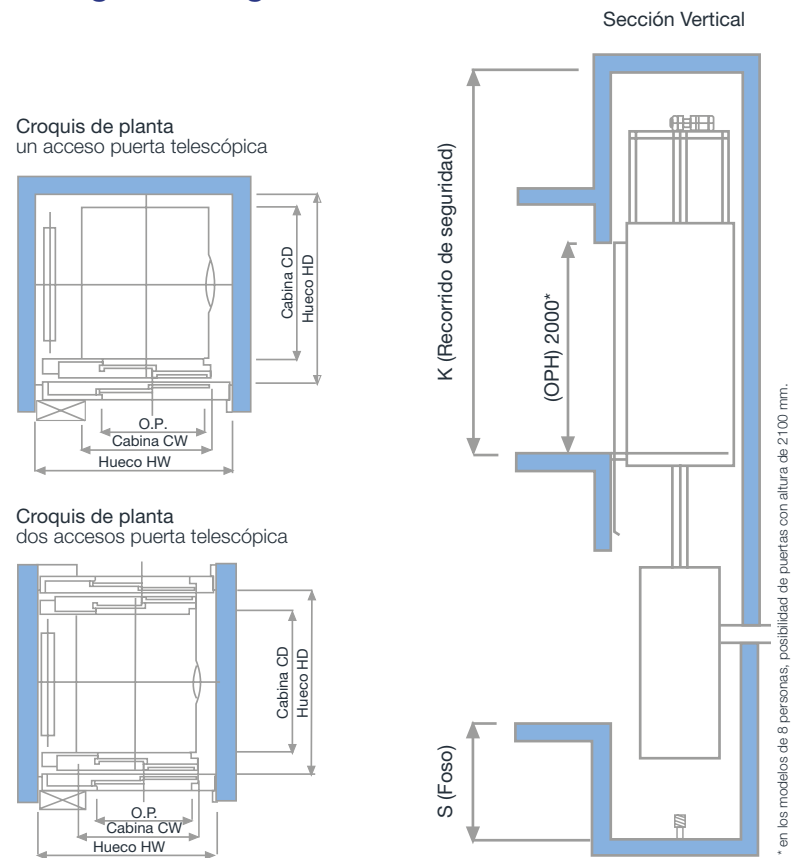 Sección Vertical
Croquis de planta
un acceso puerta telescópica
Cabina CD
Hueco HD
O.P.
Cabina CW
Hueco HW
Croquis de planta
dos accesos puerta telescópica
Cabina CD
Hueco HD
O.P.
Cabina CW
Hueco HW
K (Recorrido de seguridad)
(OPH) 2000*
S (Foso)
* en los modelos de 8 personas, posibilidad de puertas con altura de 2100 mm.